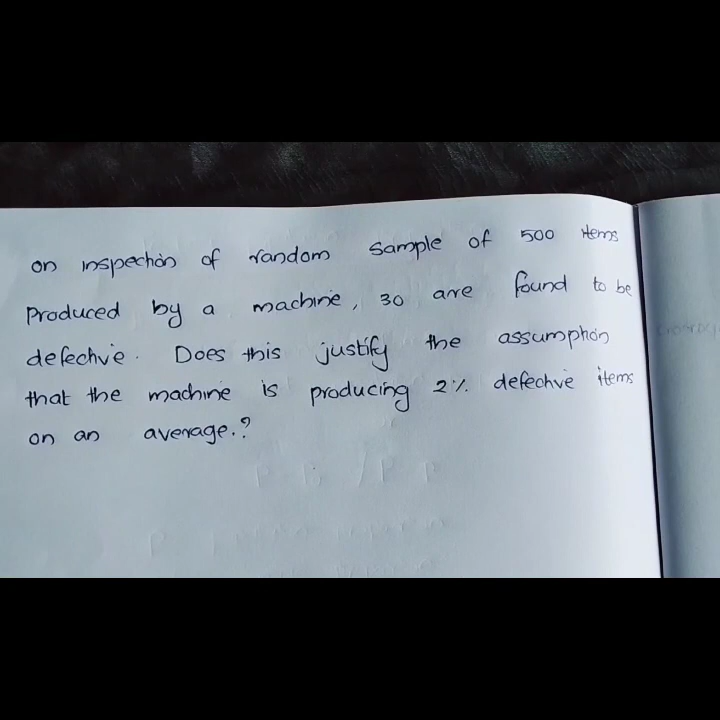 on inspection of random sample of 500 items
Produced by a machine, 30 are found to be
defective. Does this justify the assumption
that the machine is producing 2% defective items
on an average.?